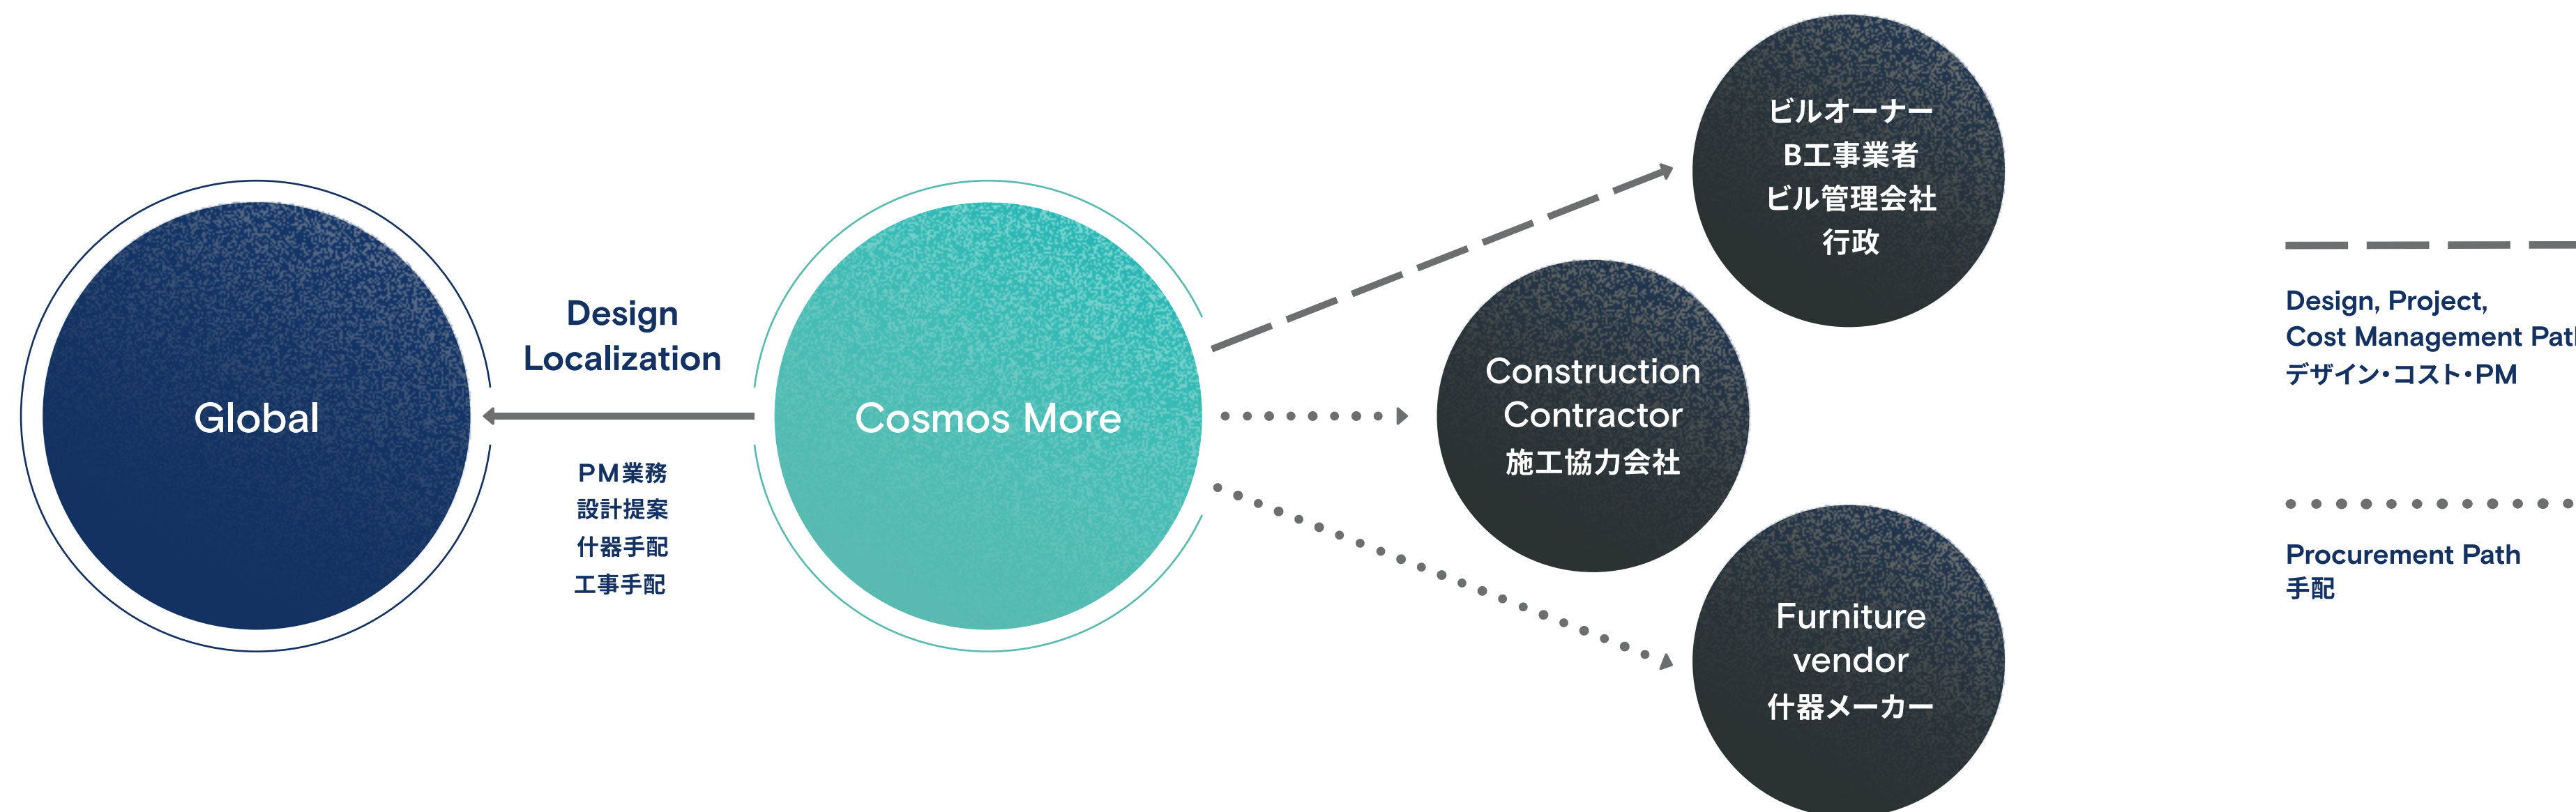 Global
Design
Localization
PM業務
設計提案
什器手配
工事手配
Cosmos More
ビルオーナー
B工事業者
ビル管理会社
行政
Construction
Contractor
施工協力会社
Furniture
vendor
什器メーカー
Design, Project,
Cost Management Path
デザイン・コスト・PM
Procurement Path
手配